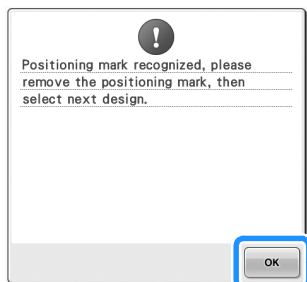 Positioning mark recognized, please
remove the positioning mark, then
select next design.
OK